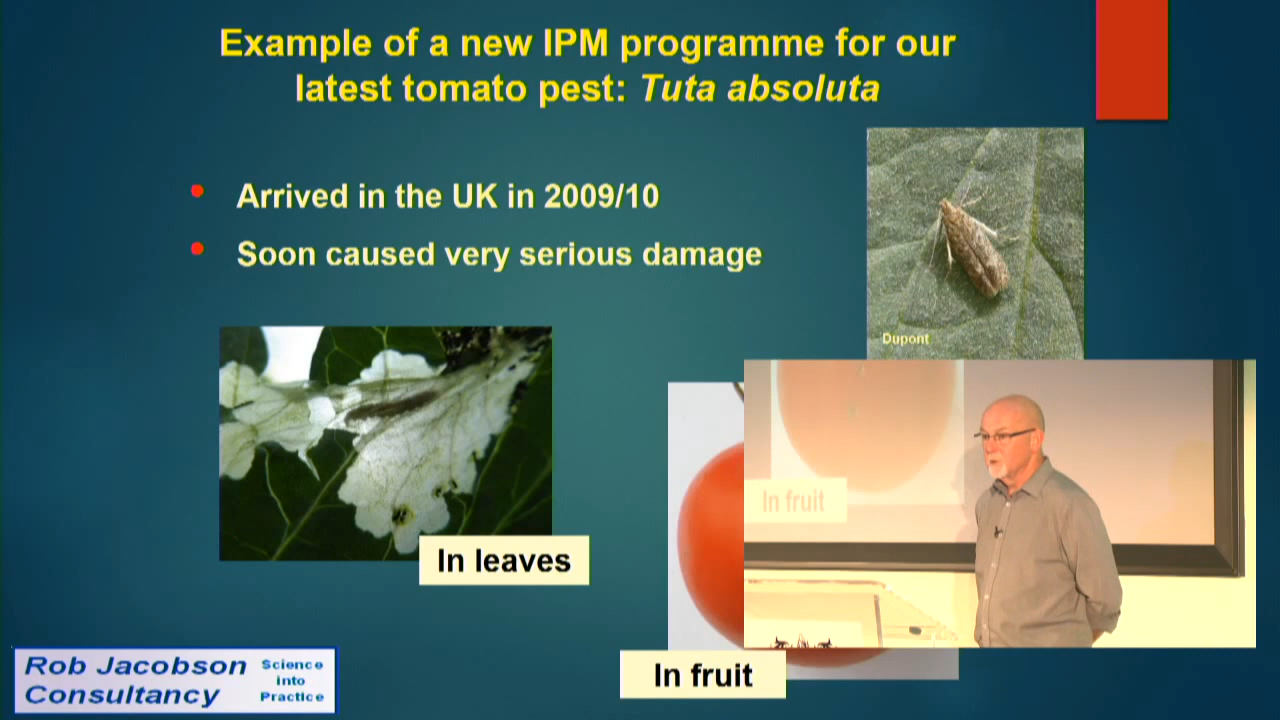 Example of a new IPM programme for our
latest tomato pest: Tuta absoluta
• Arrived in the UK in 2009/10
• Soon caused very serious damage
Dupont
In leaves
In fruit
In fruit
Rob Jacobson
Consultancy
Science
into
Practice